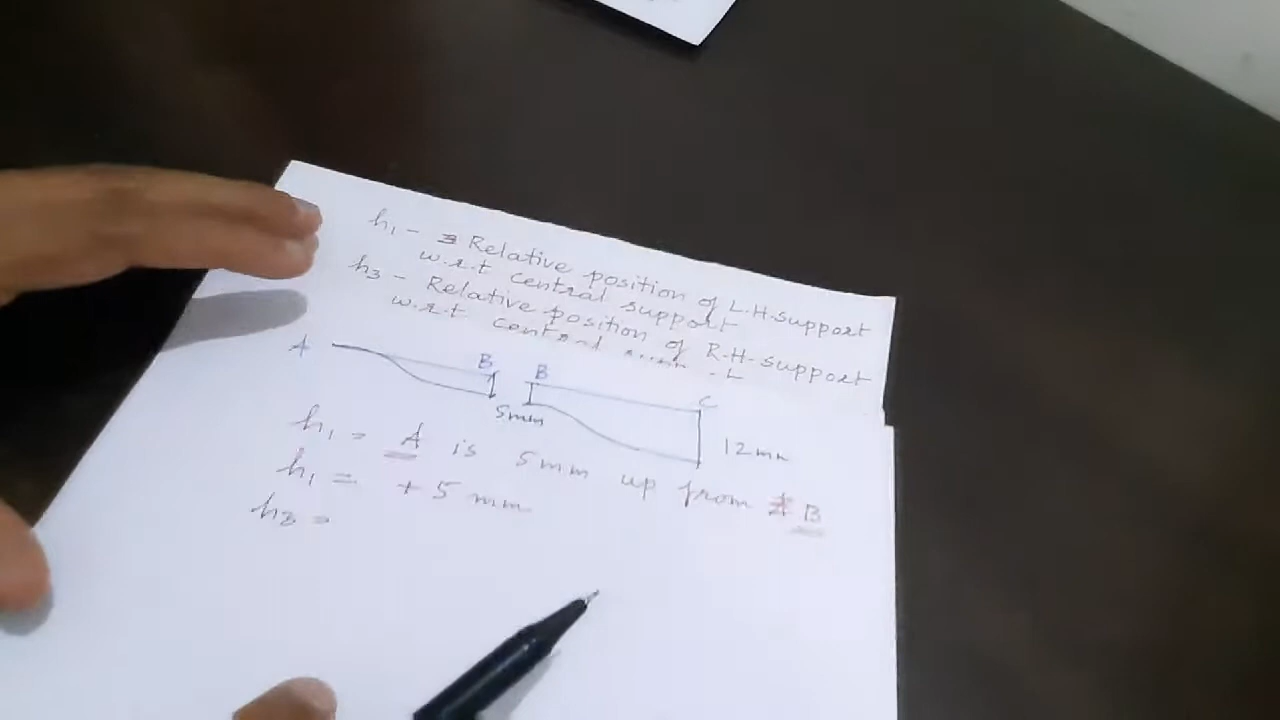 h₁ - Relative position of L.H. support
w.r.t central support
h₃ - Relative position of R.H. support
w.r.t central
A B B C
5mm
12mm
h₁ = A is 5mm up from B
h₁ = +5 mm
h₃ =